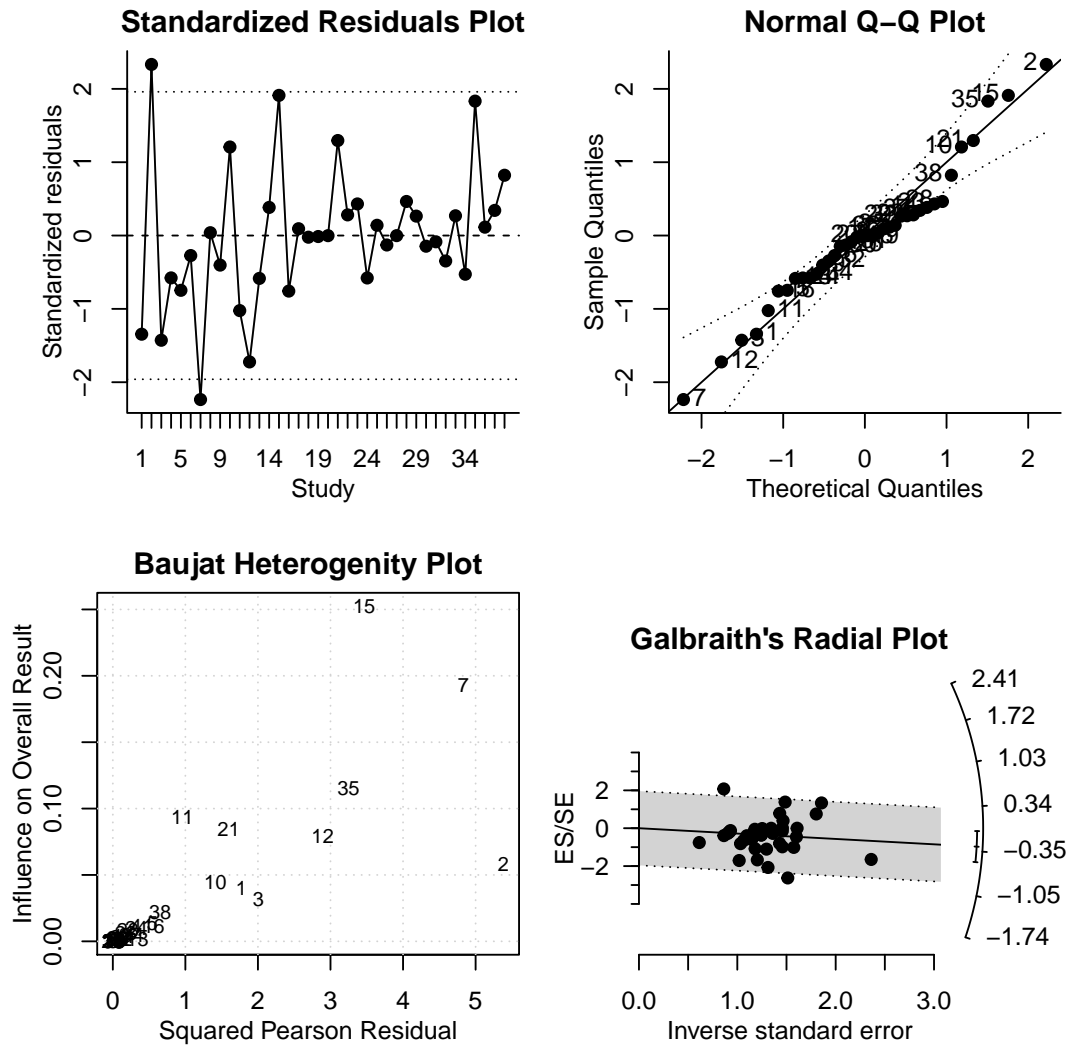 Standardized Residuals Plot
Standardized residuals
−2 −1 0 1 2
1 5 9 14 19 24 29 34
Study
Normal Q−Q Plot
Sample Quantiles
−2 −1 0 1 2
2
15
35
21
10
38
11
1
3
12
7
−2 −1 0 1 2
Theoretical Quantiles
Baujat Heterogenity Plot
Influence on Overall Result
0.00 0.10 0.20
15
7
35
11
21
12
2
10
1
3
38
0 1 2 3 4 5
Squared Pearson Residual
Galbraith's Radial Plot
ES/SE
−2 0 2
2.41
1.72
1.03
0.34
−0.35
−1.05
−1.74
0.0 1.0 2.0 3.0
Inverse standard error